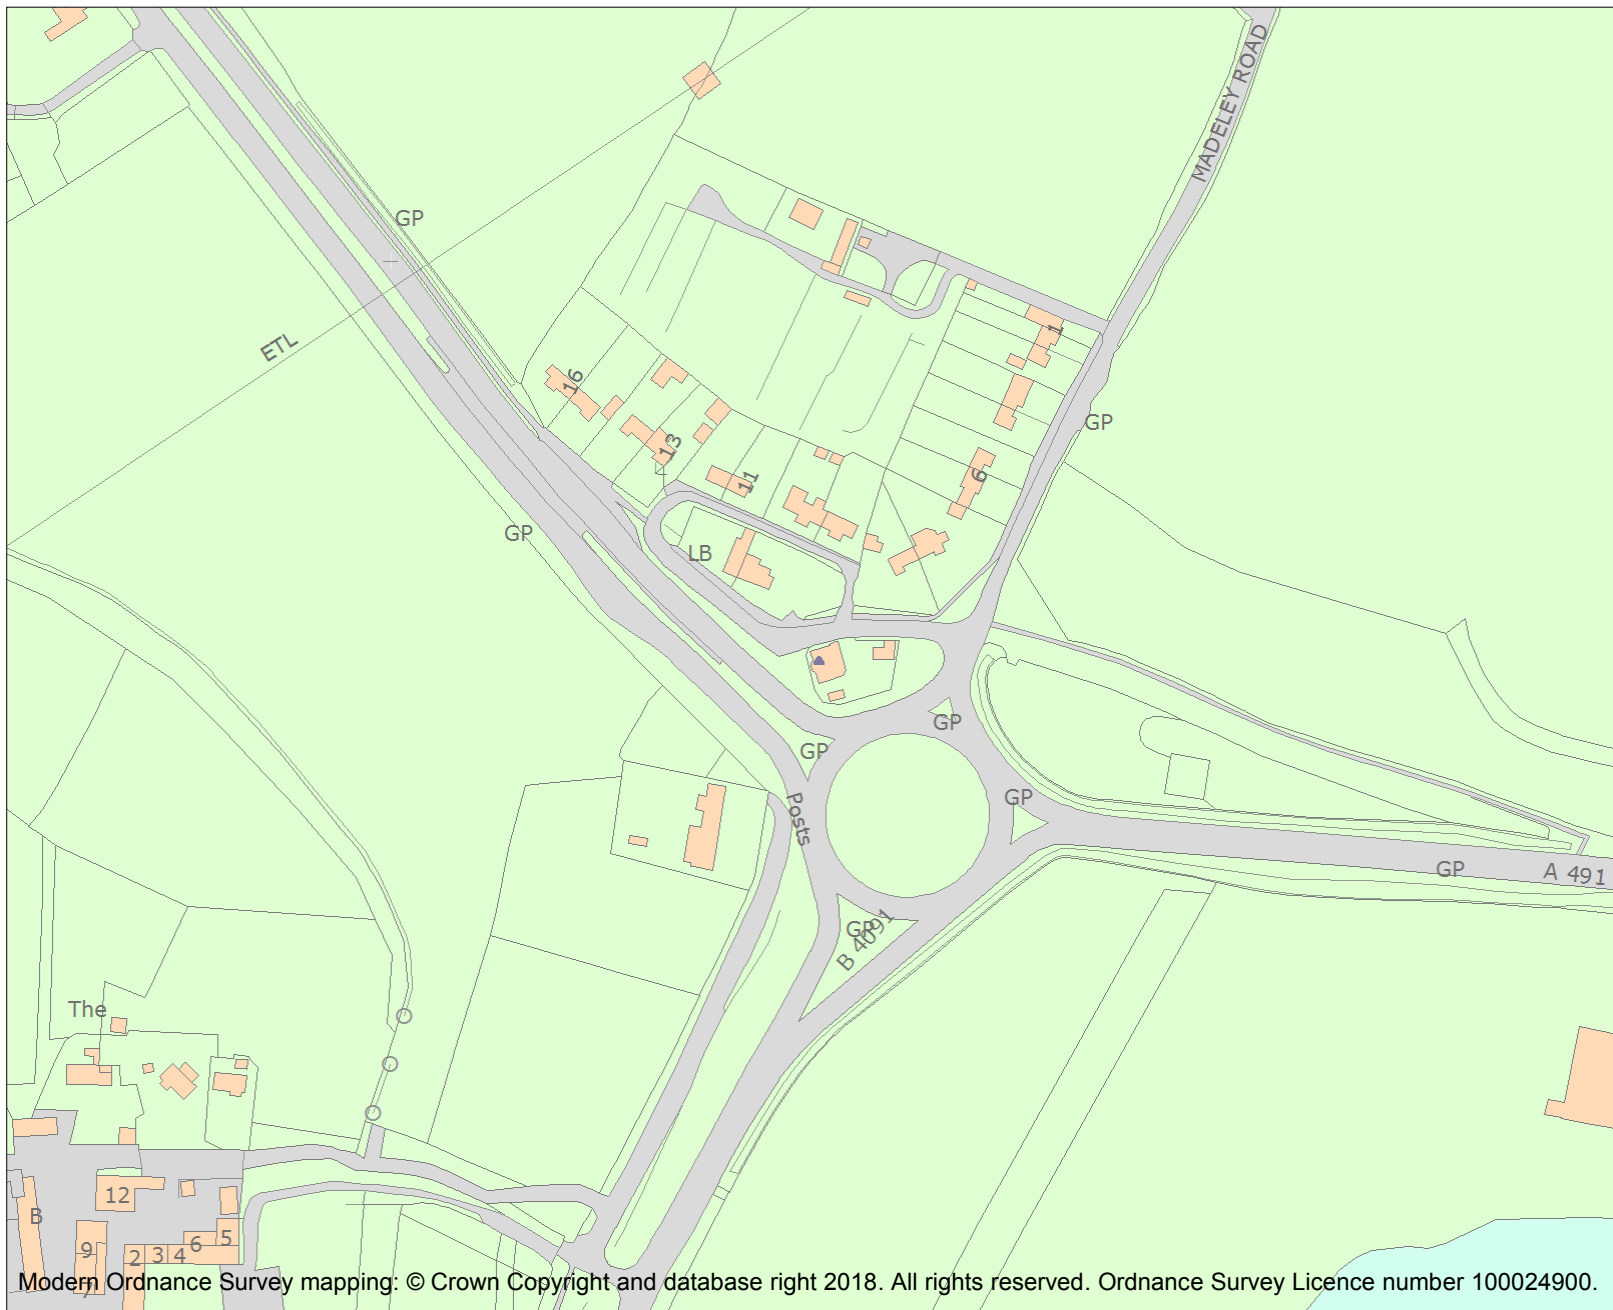 MADELEY ROAD
GP
ETL
1
16
GP
13
6
11
GP
LB
GP
GP
GP
Posts
GP
A 491
GP
B 4091
The
12
B
5
6
9
2
3
4
7
Modern Ordnance Survey mapping: © Crown Copyright and database right 2018. All rights reserved. Ordnance Survey Licence number 100024900.